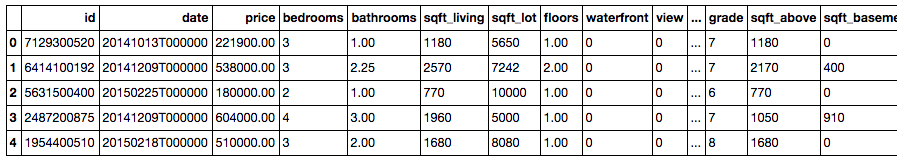 id date price bedrooms bathrooms sqft_living sqft_lot floors waterfront view ... grade sqft_above sqft_baseme
0 7129300520 20141013T000000 221900.00 3 1.00 1180 5650 1.00 0 0 ... 7 1180 0
1 6414100192 20141209T000000 538000.00 3 2.25 2570 7242 2.00 0 0 ... 7 2170 400
2 5631500400 20150225T000000 180000.00 2 1.00 770 10000 1.00 0 0 ... 6 770 0
3 2487200875 20141209T000000 604000.00 4 3.00 1960 5000 1.00 0 0 ... 7 1050 910
4 1954400510 20150218T000000 510000.00 3 2.00 1680 8080 1.00 0 0 ... 8 1680 0